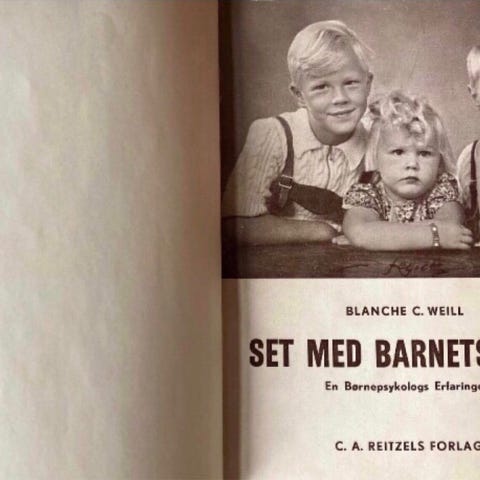 BLANCHE C. WEILL
SET MED BARNETS
En Børnepsykologs Erfaringe
C. A. REITZELS FORLAG